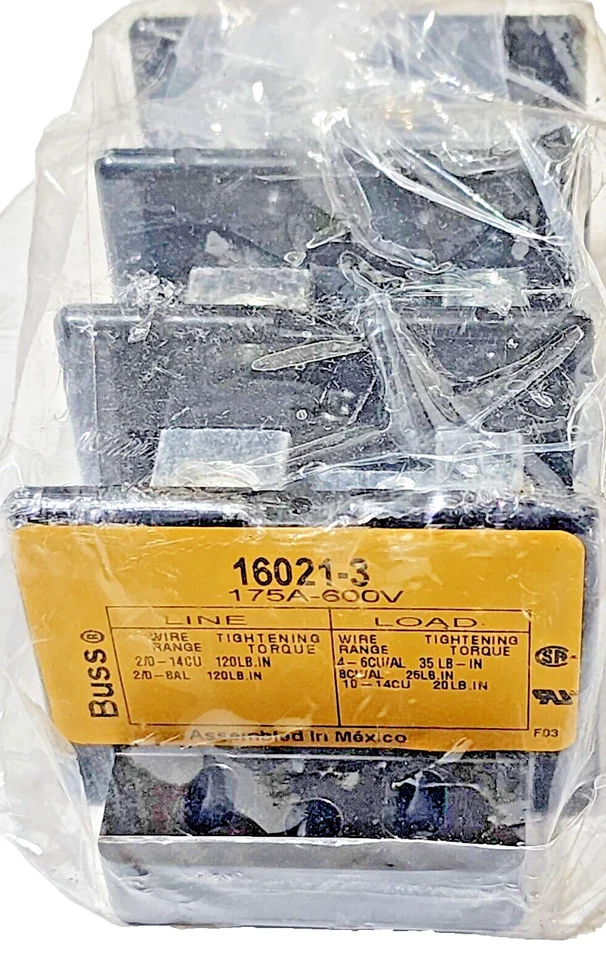 16021-3
175A-600V
LINE LOAD
WIRE TIGHTENING WIRE TIGHTENING
RANGE TORQUE RANGE TORQUE
2/0-14CU 120LB.IN 4-6CU/AL 35 LB-IN
2/0-8AL 120LB.IN 8CU/AL 26LB.IN
10-14CU 20LB.IN
Buss®
SA
Assembled in México
F03